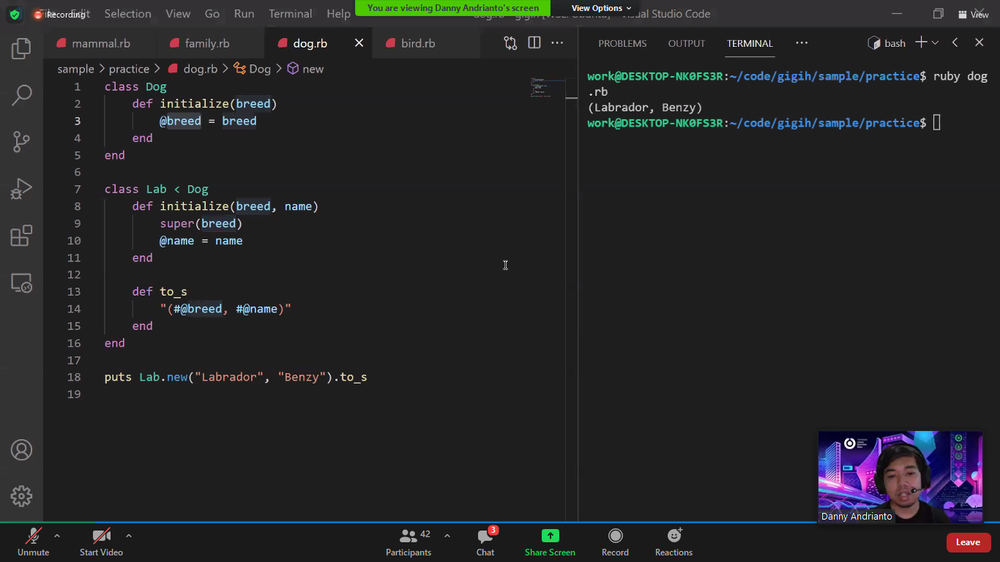 Recording
File Edit Selection View Go Run Terminal Help
You are viewing Danny Andrianto's screen
View Options
Visual Studio Code
View
mammal.rb
family.rb
dog.rb
bird.rb
sample > practice > dog.rb > Dog > new
1 class Dog
2 def initialize(breed)
3 @breed = breed
4 end
5 end
6
7 class Lab < Dog
8 def initialize(breed, name)
9 super(breed)
10 @name = name
11 end
12
13 def to_s
14 "(#@breed, #@name)"
15 end
16 end
17
18 puts Lab.new("Labrador", "Benzy").to_s
19
PROBLEMS OUTPUT TERMINAL ···
bash
work@DESKTOP-NK0FS3R:~/code/gigih/sample/practice$ ruby dog
.rb
(Labrador, Benzy)
work@DESKTOP-NK0FS3R:~/code/gigih/sample/practice$
Danny Andrianto
Unmute
Start Video
42
Participants
3
Chat
Share Screen
Record
Reactions
Leave